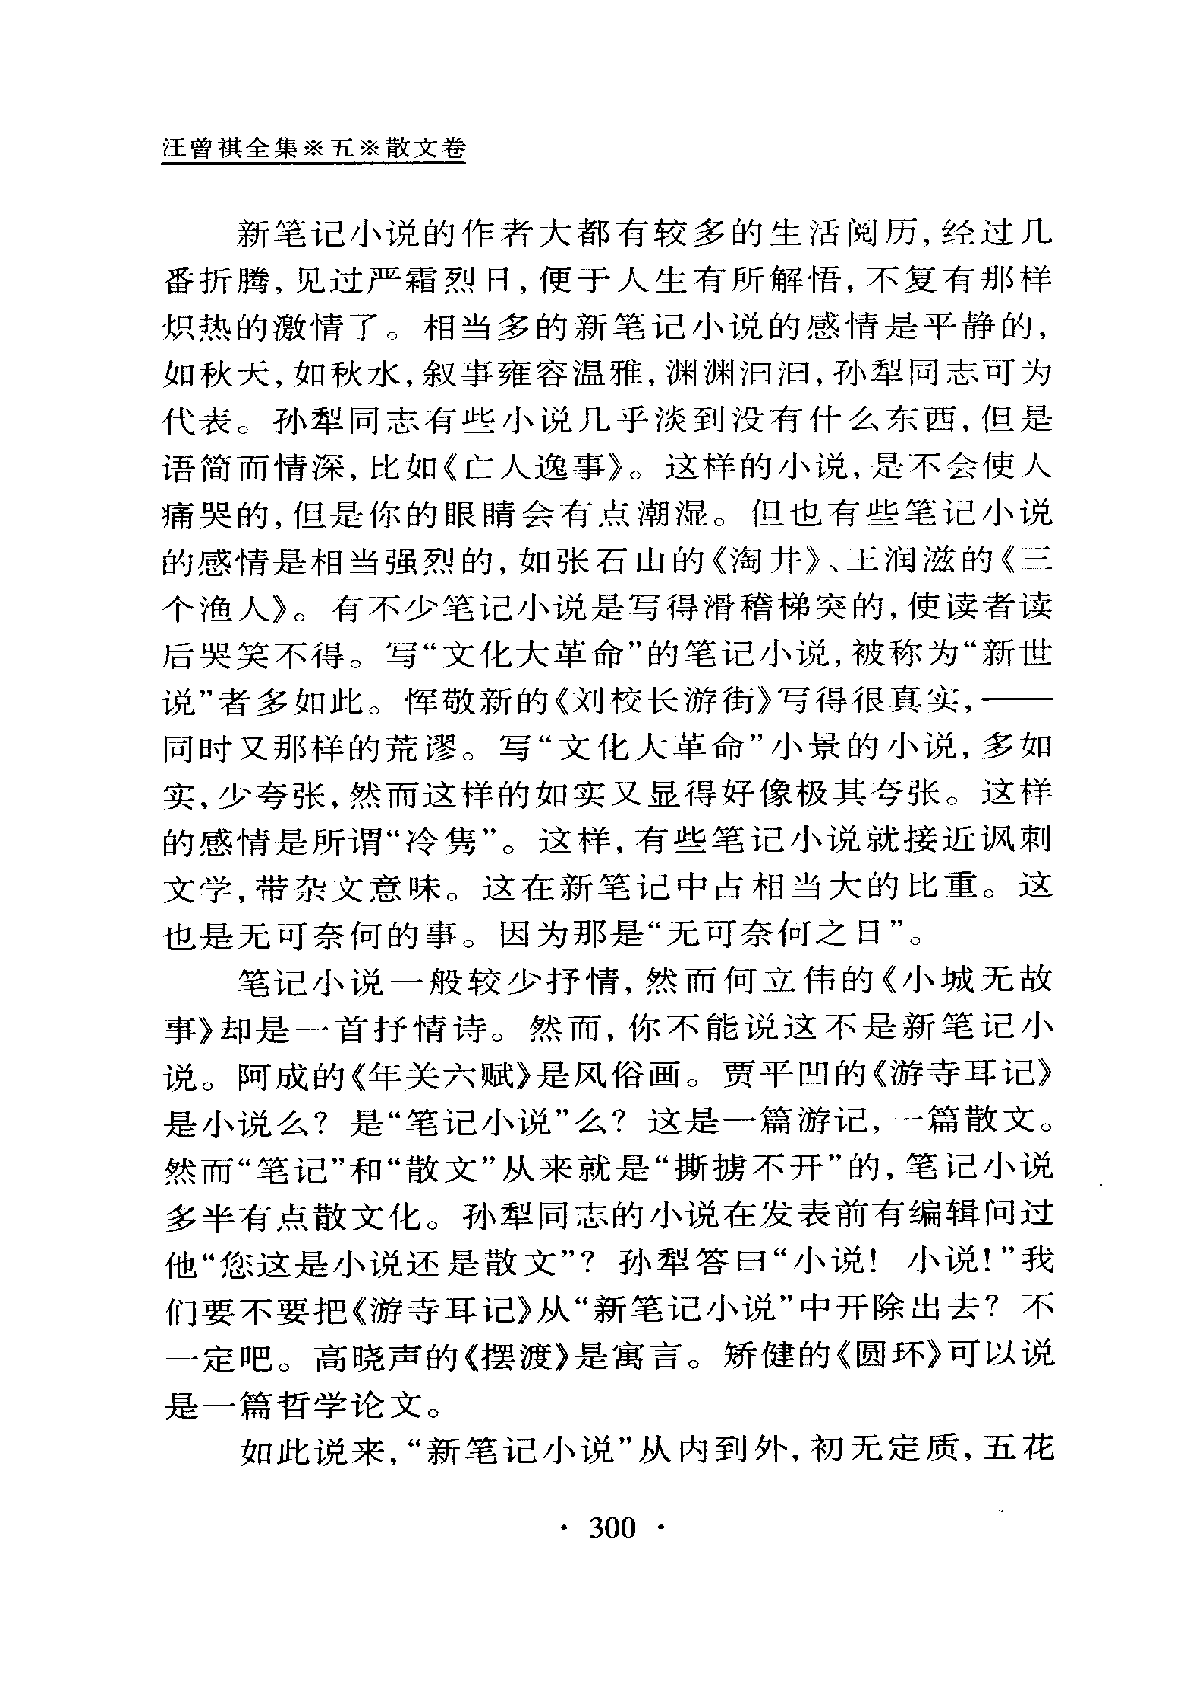 汪曾祺全集※五※散文卷
新笔记小说的作者大都有较多的生活阅历,经过几
番折腾,见过严霜烈日,便于人生有所解悟,不复有那样
炽热的激情了。相当多的新笔记小说的感情是平静的,
如秋天,如秋水,叙事雍容温雅,渊渊汩汩,孙犁同志可为
代表。孙犁同志有些小说几乎淡到没有什么东西,但是
语简而情深,比如《亡人逸事》。这样的小说,是不会使人
痛哭的,但是你的眼睛会有点潮湿。但也有些笔记小说
的感情是相当强烈的,如张石山的《淘井》、王润滋的《三
个渔人》。有不少笔记小说是写得滑稽梯突的,使读者读
后哭笑不得。写“文化大革命”的笔记小说,被称为“新世
说”者多如此。恽敬新的《刘校长游街》写得很真实,——
同时又那样的荒谬。写“文化大革命”小景的小说,多如
实,少夸张,然而这样的如实又显得好像极其夸张。这样
的感情是所谓“冷隽”。这样,有些笔记小说就接近讽刺
文学,带杂文意味。这在新笔记中占相当大的比重。这
也是无可奈何的事。因为那是“无可奈何之日”。
笔记小说一般较少抒情,然而何立伟的《小城无故
事》却是一首抒情诗。然而,你不能说这不是新笔记小
说。阿成的《年关六赋》是风俗画。贾平凹的《游寺耳记》
是小说么?是“笔记小说”么?这是一篇游记,一篇散文。
然而“笔记”和“散文”从来就是“撕掳不开”的,笔记小说
多半有点散文化。孙犁同志的小说在发表前有编辑问过
他“您这是小说还是散文”?孙犁答曰“小说!小说!”我
们要不要把《游寺耳记》从“新笔记小说”中开除出去?不
一定吧。高晓声的《摆渡》是寓言。矫健的《圆环》可以说
是一篇哲学论文。
如此说来,“新笔记小说”从内到外,初无定质,五花
· 300 ·